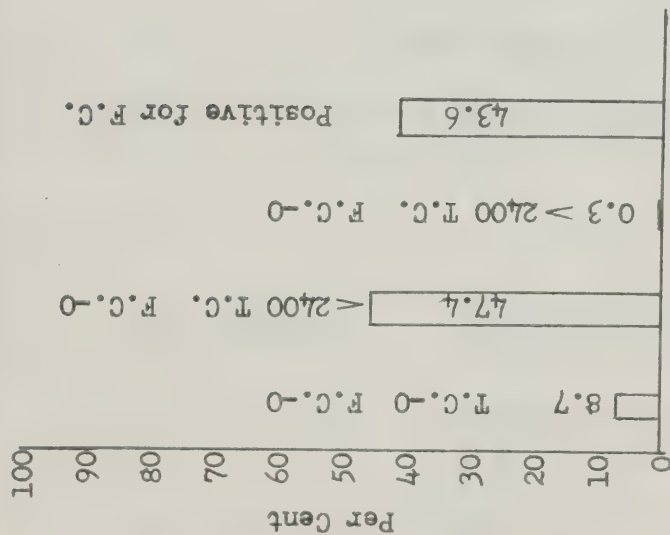 Per Cent
0 10 20 30 40 50 60 70 80 90 100
8.7 T.C.-0 F.C.-0
47.4 <2400 T.C. F.C.-0
0.3 >2400 T.C. F.C.-0
43.6 Positive for F.C.